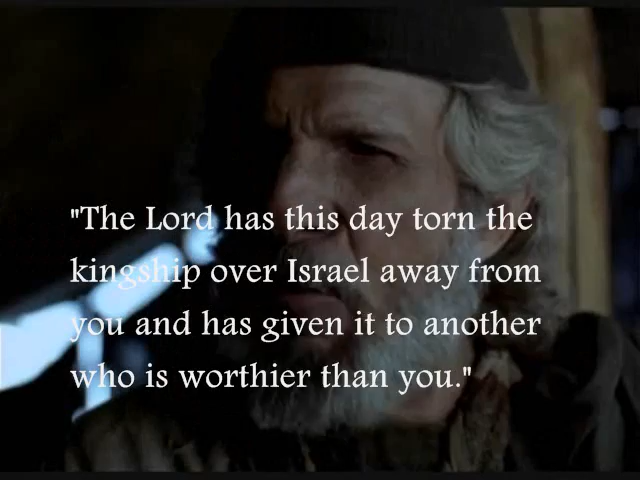 "The Lord has this day torn the
kingship over Israel away from
you and has given it to another
who is worthier than you."